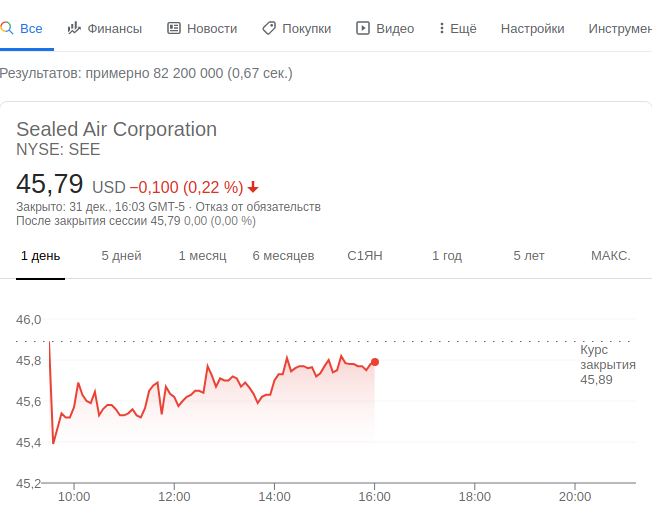 Все Финансы Новости Покупки Видео Ещё Настройки Инструмен
Результатов: примерно 82 200 000 (0,67 сек.)
Sealed Air Corporation
NYSE: SEE
45,79 USD −0,100 (0,22 %)
Закрыто: 31 дек., 16:03 GMT-5 · Отказ от обязательств
После закрытия сессии 45,79 0,00 (0,00 %)
1 день 5 дней 1 месяц 6 месяцев С1ЯН 1 год 5 лет МАКС.
46,0
45,8
45,6
45,4
45,2
Курс
закрытия
45,89
10:00 12:00 14:00 16:00 18:00 20:00